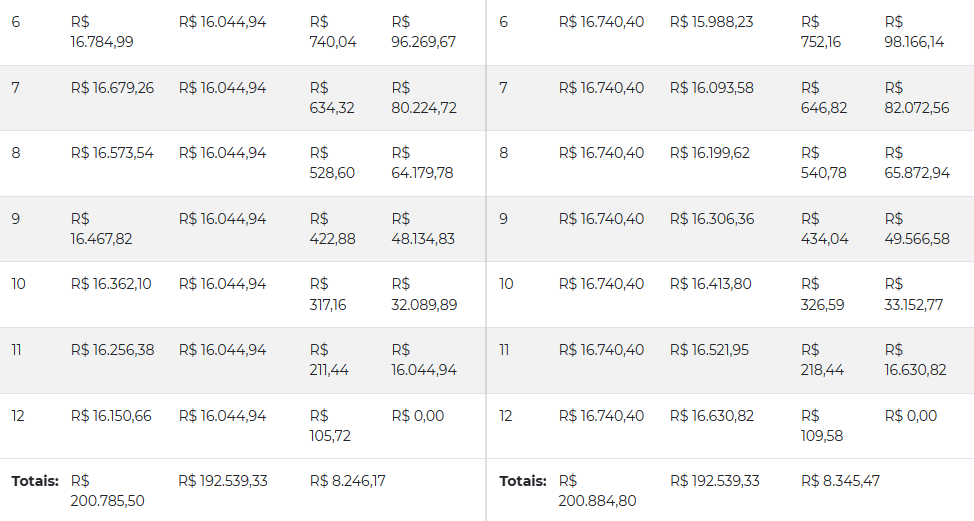 6 R$ 16.784,99 R$ 16.044,94 R$ 740,04 R$ 96.269,67 6 R$ 16.740,40 R$ 15.988,23 R$ 752,16 R$ 98.166,14
7 R$ 16.679,26 R$ 16.044,94 R$ 634,32 R$ 80.224,72 7 R$ 16.740,40 R$ 16.093,58 R$ 646,82 R$ 82.072,56
8 R$ 16.573,54 R$ 16.044,94 R$ 528,60 R$ 64.179,78 8 R$ 16.740,40 R$ 16.199,62 R$ 540,78 R$ 65.872,94
9 R$ 16.467,82 R$ 16.044,94 R$ 422,88 R$ 48.134,83 9 R$ 16.740,40 R$ 16.306,36 R$ 434,04 R$ 49.566,58
10 R$ 16.362,10 R$ 16.044,94 R$ 317,16 R$ 32.089,89 10 R$ 16.740,40 R$ 16.413,80 R$ 326,59 R$ 33.152,77
11 R$ 16.256,38 R$ 16.044,94 R$ 211,44 R$ 16.044,94 11 R$ 16.740,40 R$ 16.521,95 R$ 218,44 R$ 16.630,82
12 R$ 16.150,66 R$ 16.044,94 R$ 105,72 R$ 0,00 12 R$ 16.740,40 R$ 16.630,82 R$ 109,58 R$ 0,00
Totais: R$ 200.785,50 R$ 192.539,33 R$ 8.246,17 Totais: R$ 200.884,80 R$ 192.539,33 R$ 8.345,47